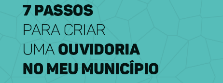 7 PASSOS
PARA CRIAR
UMA OUVIDORIA
NO MEU MUNICÍPIO